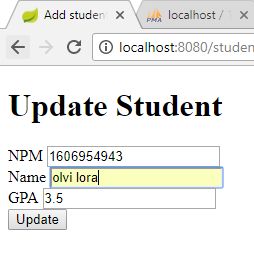 Add studen
localhost / 1
localhost:8080/studen
Update Student
NPM 1606954943
Name olvi lora
GPA 3.5
Update